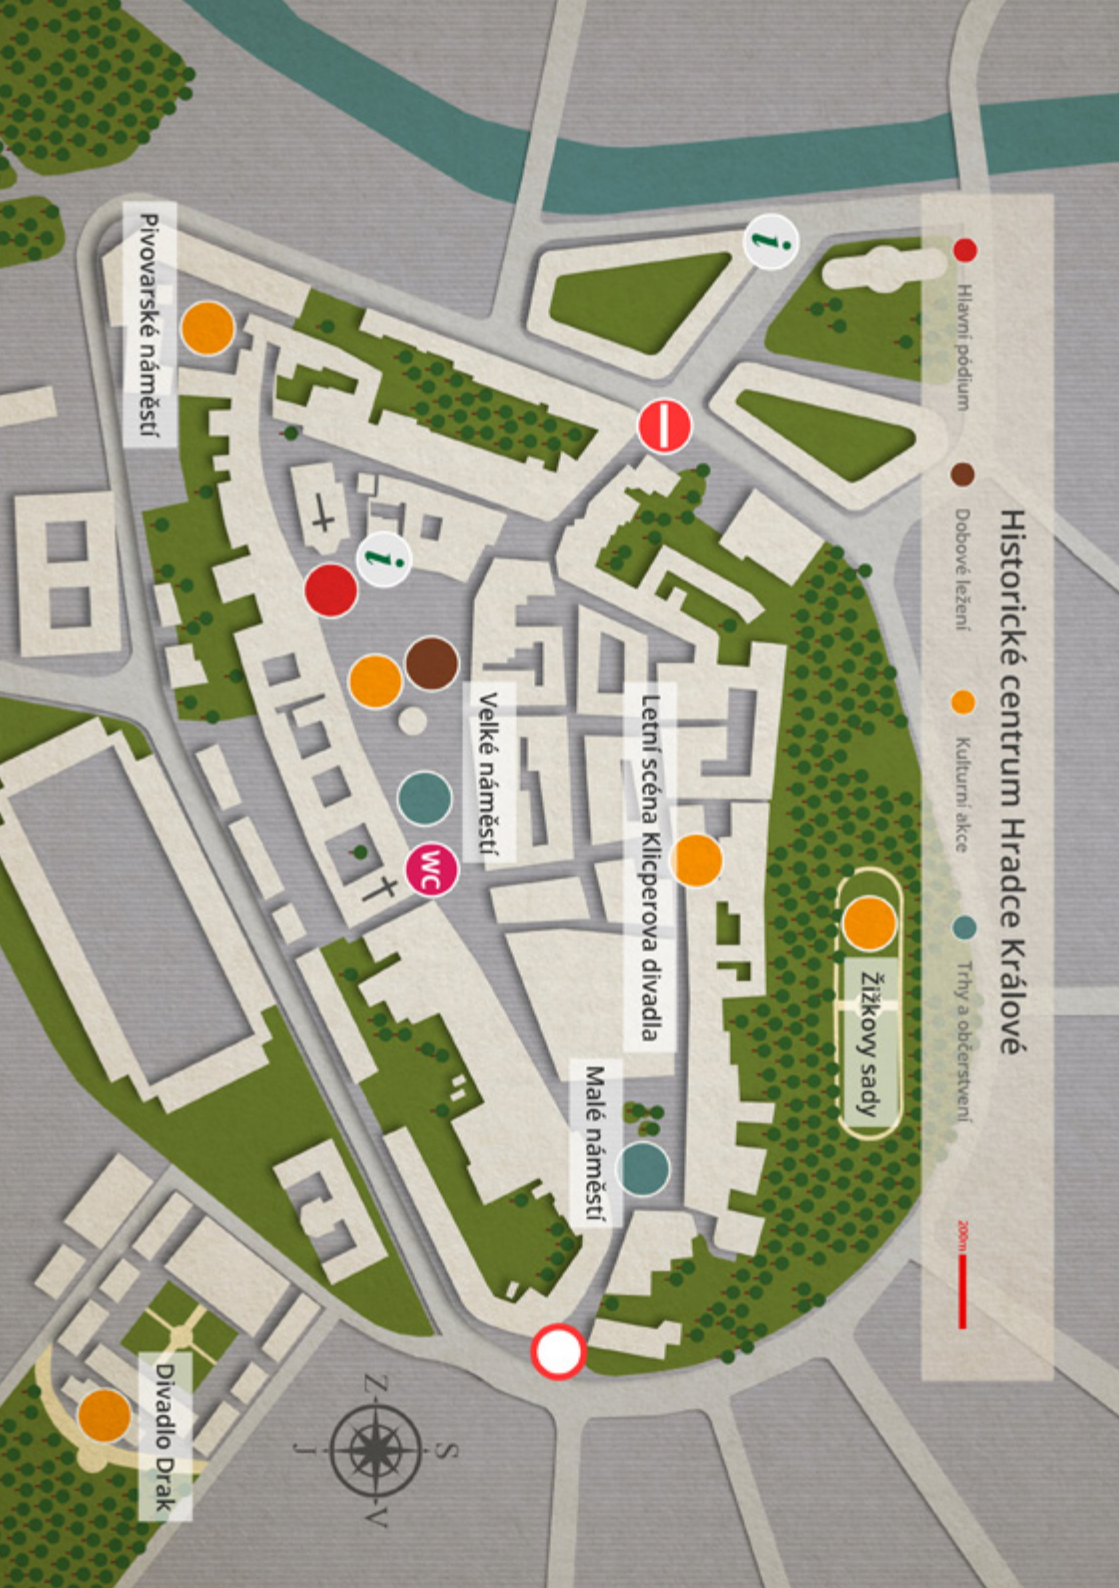 Historické centrum Hradce Králové
Hlavní pódium
Dobové ležení
Kulturní akce
Trhy a občerstvení
200m
i
Žižkovy sady
Letní scéna Klicperova divadla
Malé náměstí
Velké náměstí
i
WC
Pivovarské náměstí
Divadlo Drak
S
Z
V
J